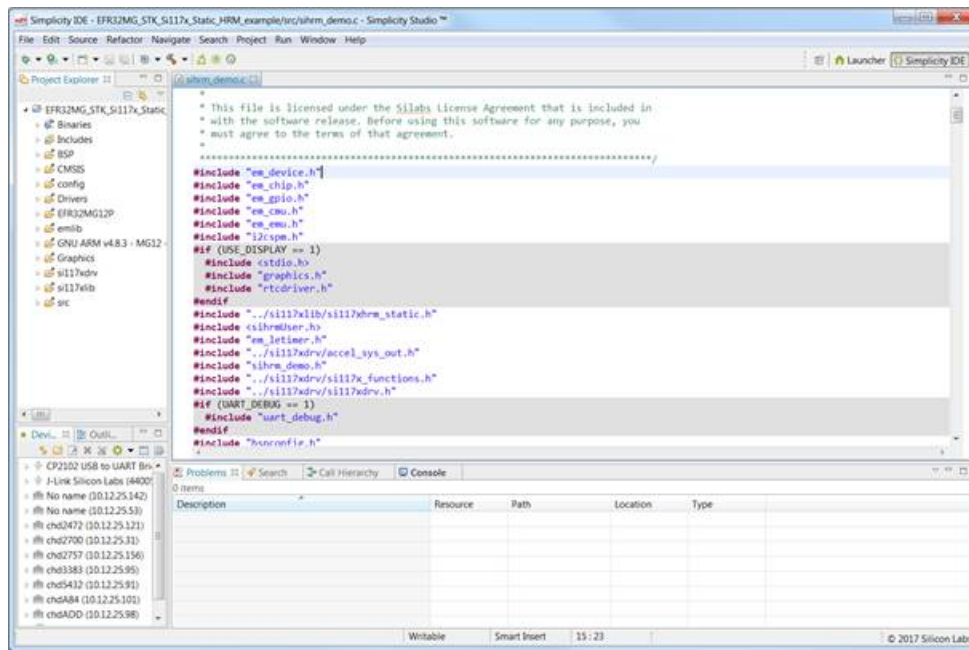 Simplicity IDE - EFR32MG_STK_Si117x_Static_HRM_example/src/sihrm_demo.c - Simplicity Studio ™
File Edit Source Refactor Navigate Search Project Run Window Help
Launcher Simplicity IDE
Project Explorer
EFR32MG_STK_Si117x_Static_
Binaries
Includes
BSP
CMSIS
config
Drivers
EFR32MG12P
emlib
GNU ARM v4.8.3 - MG12 -
Graphics
si117xdrv
si117xlib
src
sihrm_demo.c
*
* This file is licensed under the Silabs License Agreement that is included in
* with the software release. Before using this software for any purpose, you
* must agree to the terms of that agreement.
*
#include "em_device.h"
#include "em_chip.h"
#include "em_gpio.h"
#include "em_cmu.h"
#include "em_emu.h"
#include "i2cspm.h"
#if (USE_DISPLAY == 1)
#include <stdio.h>
#include "graphics.h"
#include "rtcdriver.h"
#endif
#include "../si117xlib/si117xhrm_static.h"
#include <sihrmUser.h>
#include "em_letimer.h"
#include "../si117xdrv/accel_sys_out.h"
#include "sihrm_demo.h"
#include "../si117xdrv/si117x_functions.h"
#include "../si117xdrv/si117xdrv.h"
#if (UART_DEBUG == 1)
#include "uart_debug.h"
#endif
#include "hsnconfig.h"
Devi... Outli...
CP2102 USB to UART Bri
J-Link Silicon Labs (44005
No name (10.12.25.142)
No name (10.12.25.53)
chd2472 (10.12.25.121)
chd2700 (10.12.25.31)
chd2757 (10.12.25.156)
chd3383 (10.12.25.95)
chd5432 (10.12.25.91)
chdA84 (10.12.25.101)
chdADD (10.12.25.98)
Problems Search Call Hierarchy Console
0 items
Description Resource Path Location Type
Writable Smart Insert 15 : 23 © 2017 Silicon Labs